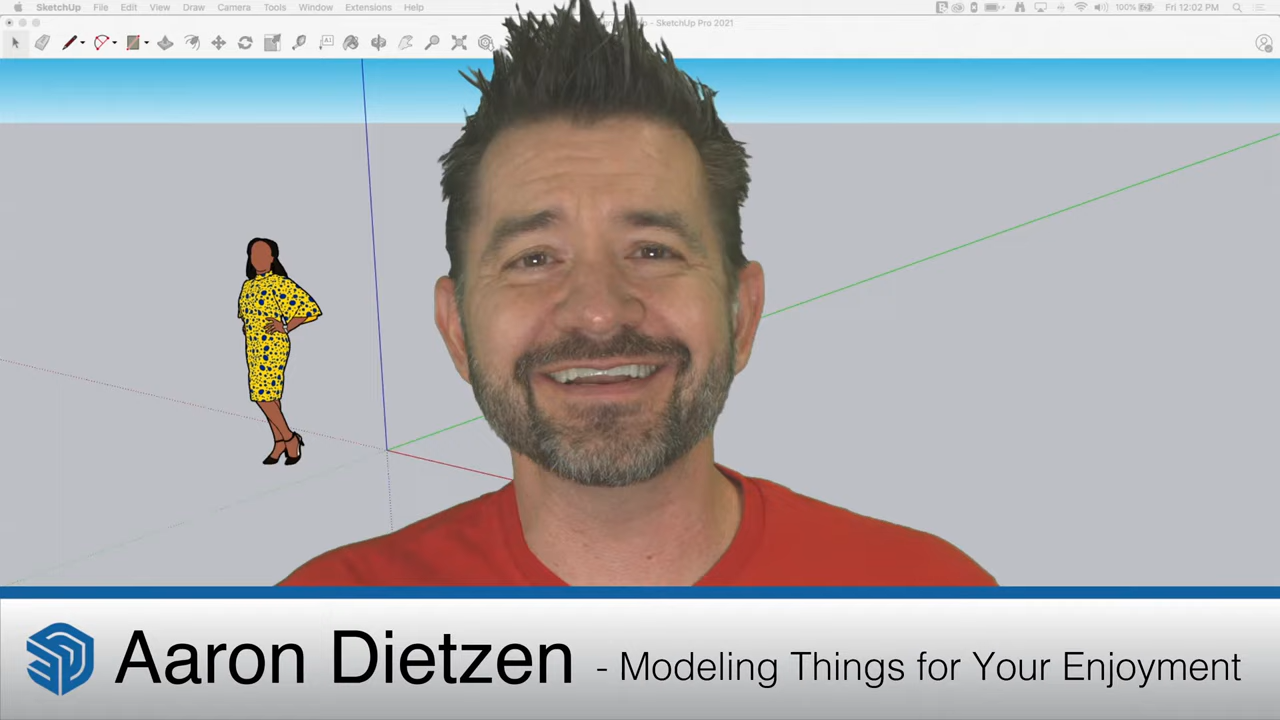 SketchUp File Edit View Draw Camera Tools Window Extensions Help 100% Fri 12:02 PM
- SketchUp Pro 2021
Aaron Dietzen - Modeling Things for Your Enjoyment